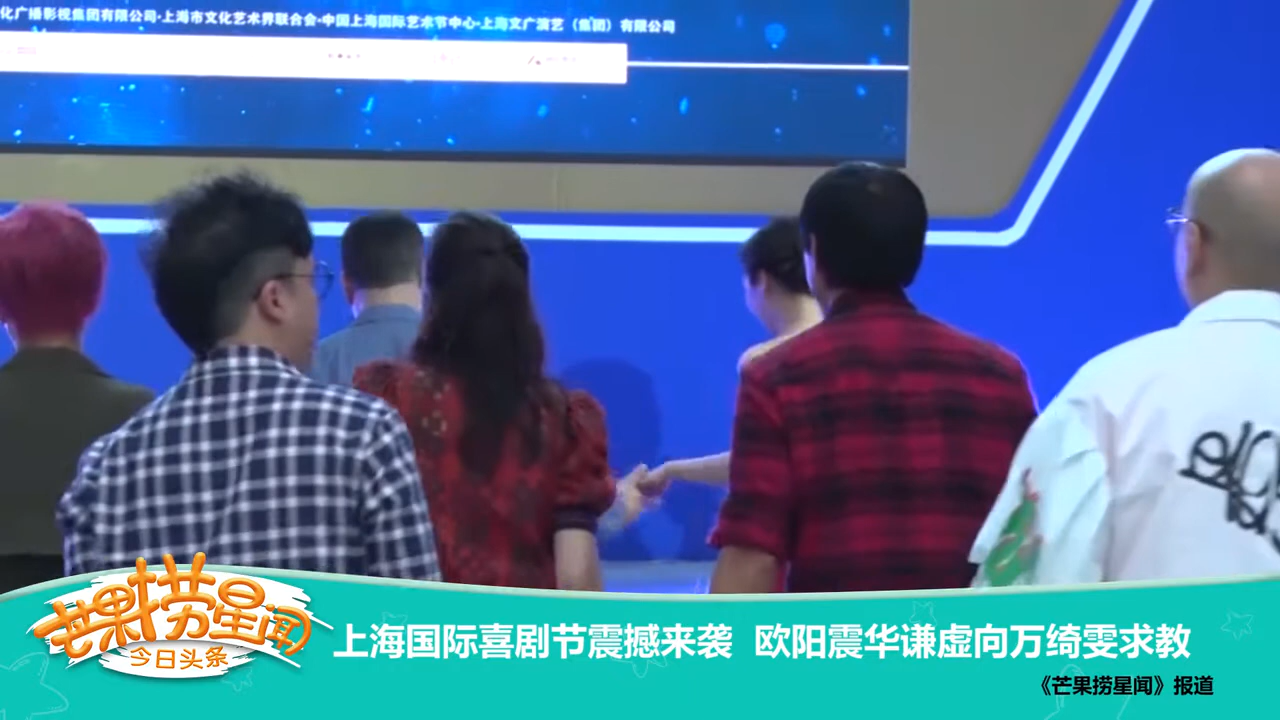 化广播影视集团有限公司·上海市文化艺术界联合会·中国上海国际艺术节中心·上海文广演艺（集团）有限公司
芒果捞星闻
今日头条
上海国际喜剧节震撼来袭 欧阳震华谦虚向万绮雯求教
《芒果捞星闻》报道